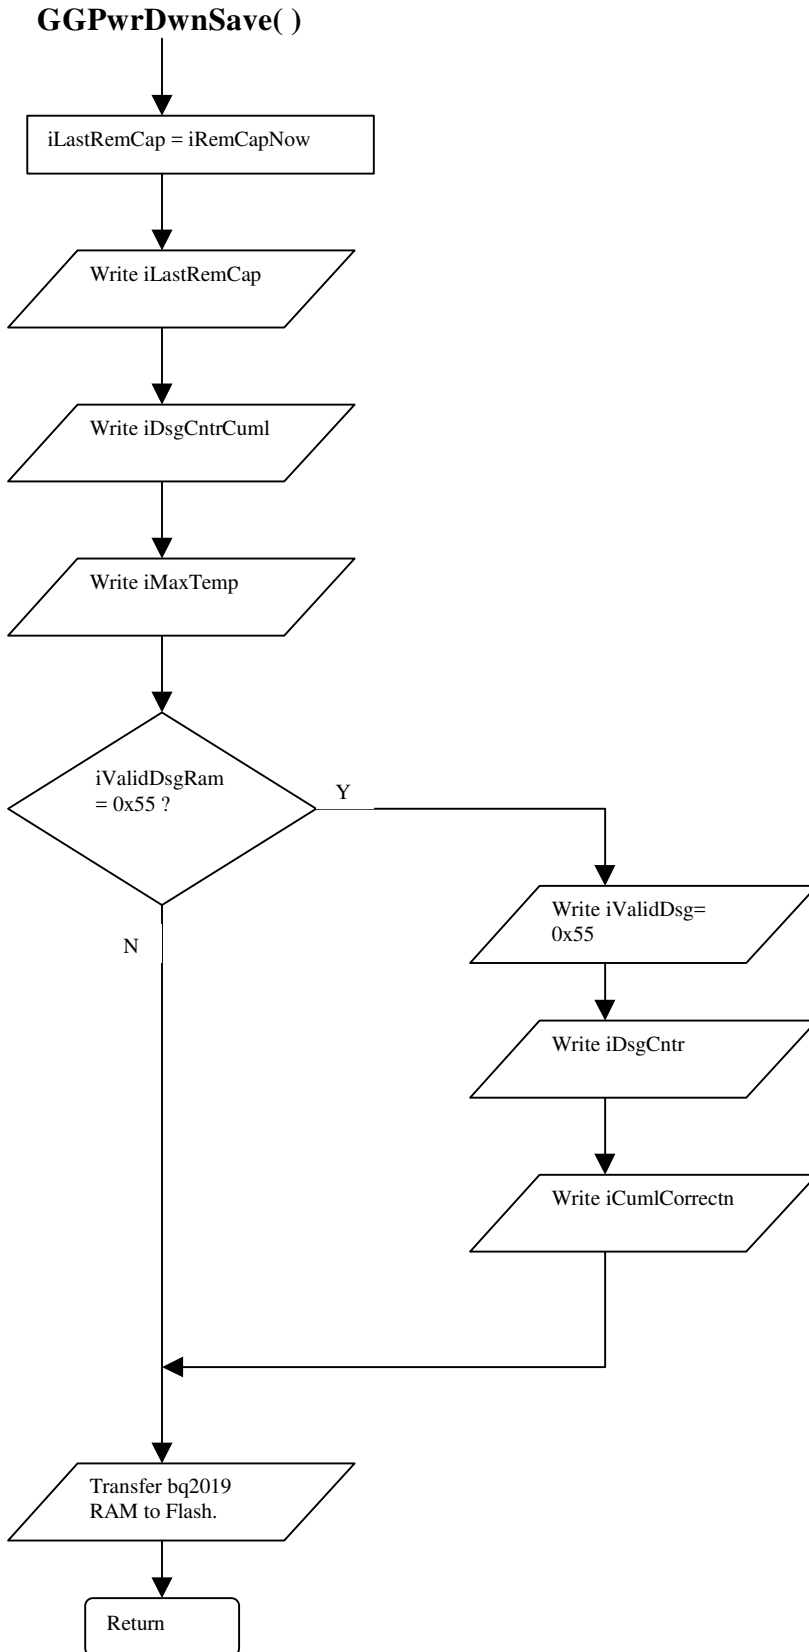 GGPwrDwnSave( )
iLastRemCap = iRemCapNow
Write iLastRemCap
Write iDsgCntrCuml
Write iMaxTemp
iValidDsgRam
= 0x55 ?
Y
N
Write iValidDsg=
0x55
Write iDsgCntr
Write iCumlCorrectn
Transfer bq2019
RAM to Flash.
Return